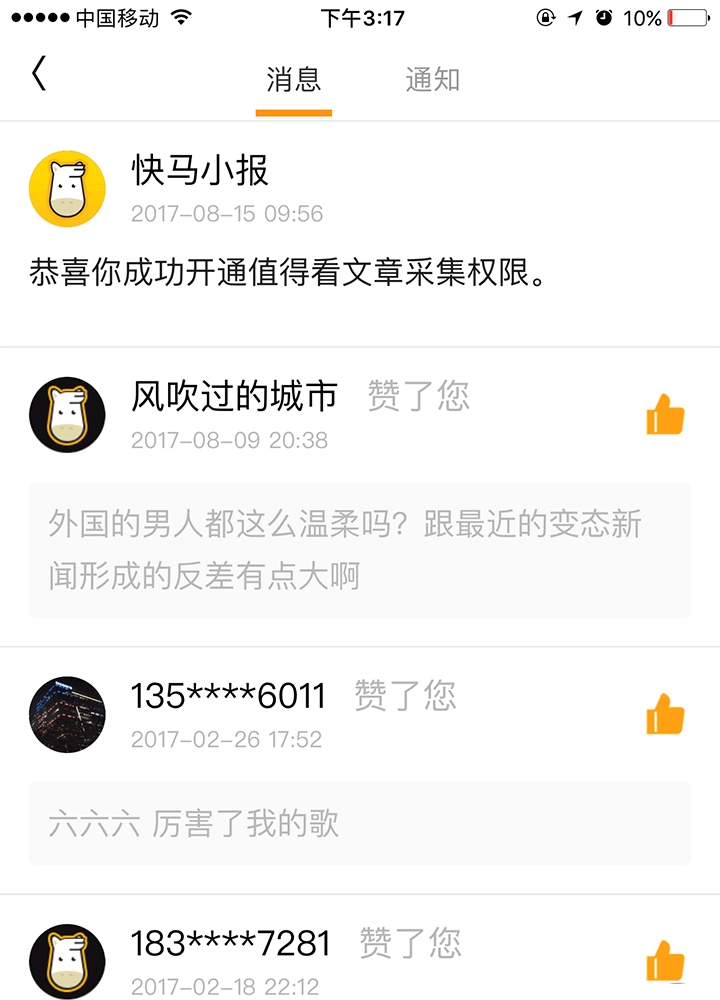 中国移动 下午3:17 10%
消息 通知
快马小报
2017-08-15 09:56
恭喜你成功开通值得看文章采集权限。
风吹过的城市 赞了您
2017-08-09 20:38
外国的男人都这么温柔吗？跟最近的变态新
闻形成的反差有点大啊
135****6011 赞了您
2017-02-26 17:52
六六六 厉害了我的歌
183****7281 赞了您
2017-02-18 22:12